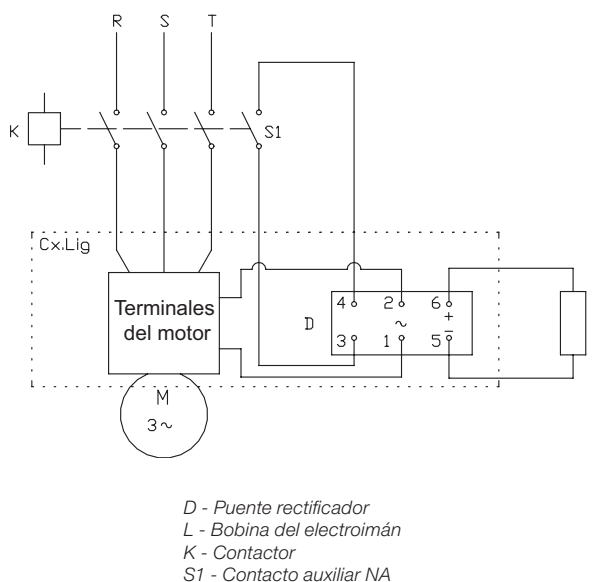 R S T
K
S1
Cx.Lig
Terminales
del motor
D
4 2 6
~ +
3 1 5 −
M
3~
D - Puente rectificador
L - Bobina del electroimán
K - Contactor
S1 - Contacto auxiliar NA